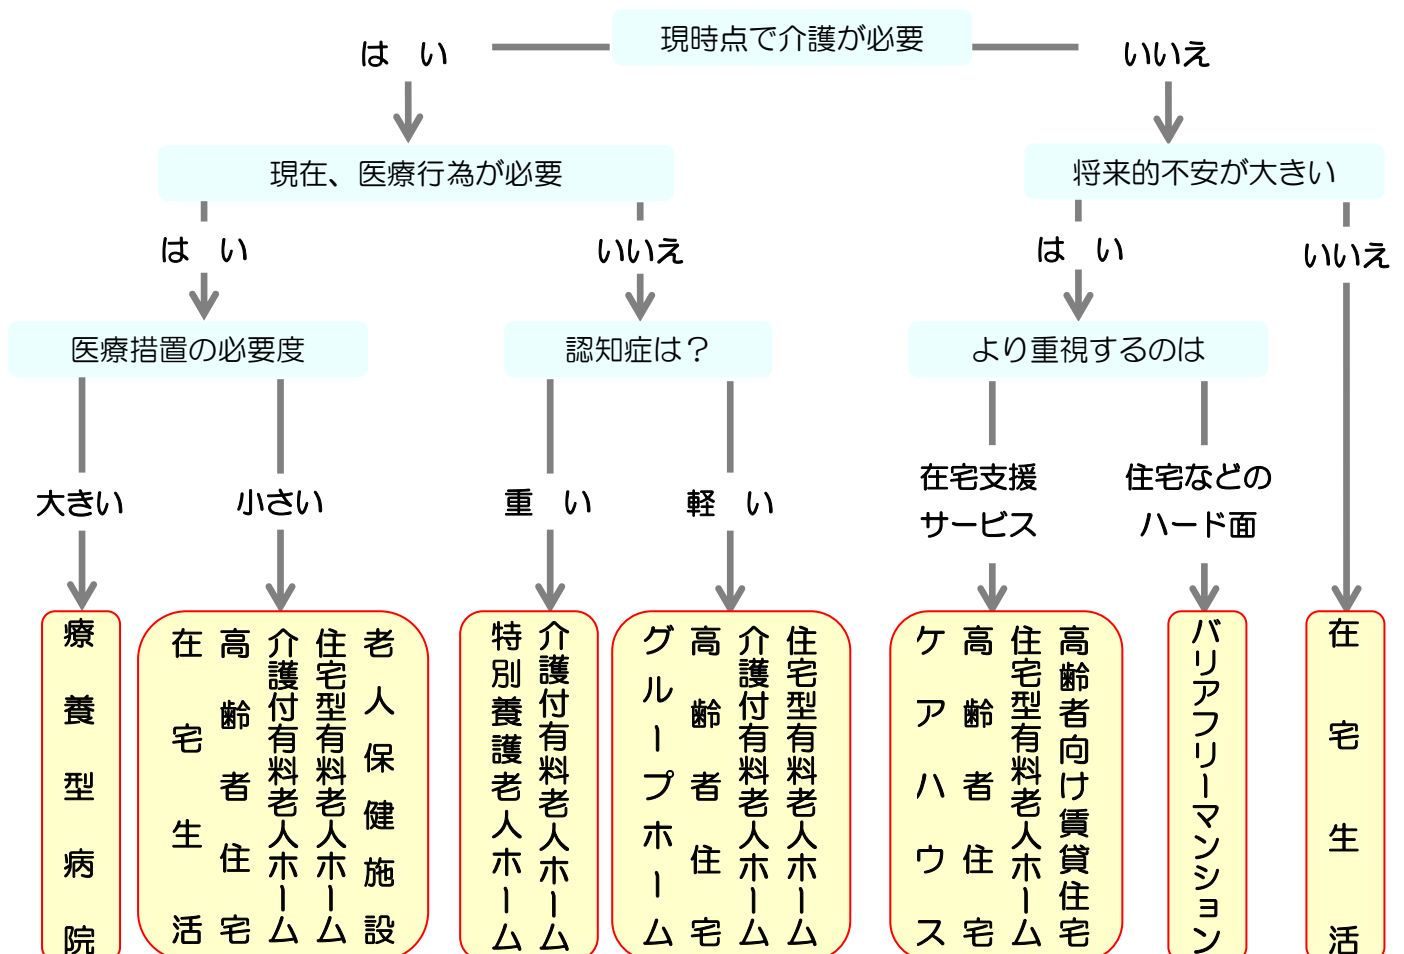 現時点で介護が必要
は い
いいえ
現在、医療行為が必要
将来的不安が大きい
は い
いいえ
は い
いいえ
医療措置の必要度
認知症は？
より重視するのは
大きい
小さい
重 い
軽 い
在宅支援
サービス
住宅などの
ハード面
療養型病院
老人保健施設
住宅型有料老人ホーム
介護付有料老人ホーム
高齢者住宅
在宅生活
介護付有料老人ホーム
特別養護老人ホーム
住宅型有料老人ホーム
介護付有料老人ホーム
高齢者住宅
グループホーム
高齢者向け賃貸住宅
住宅型有料老人ホーム
高齢者住宅
ケアハウス
バリアフリーマンション
在宅生活